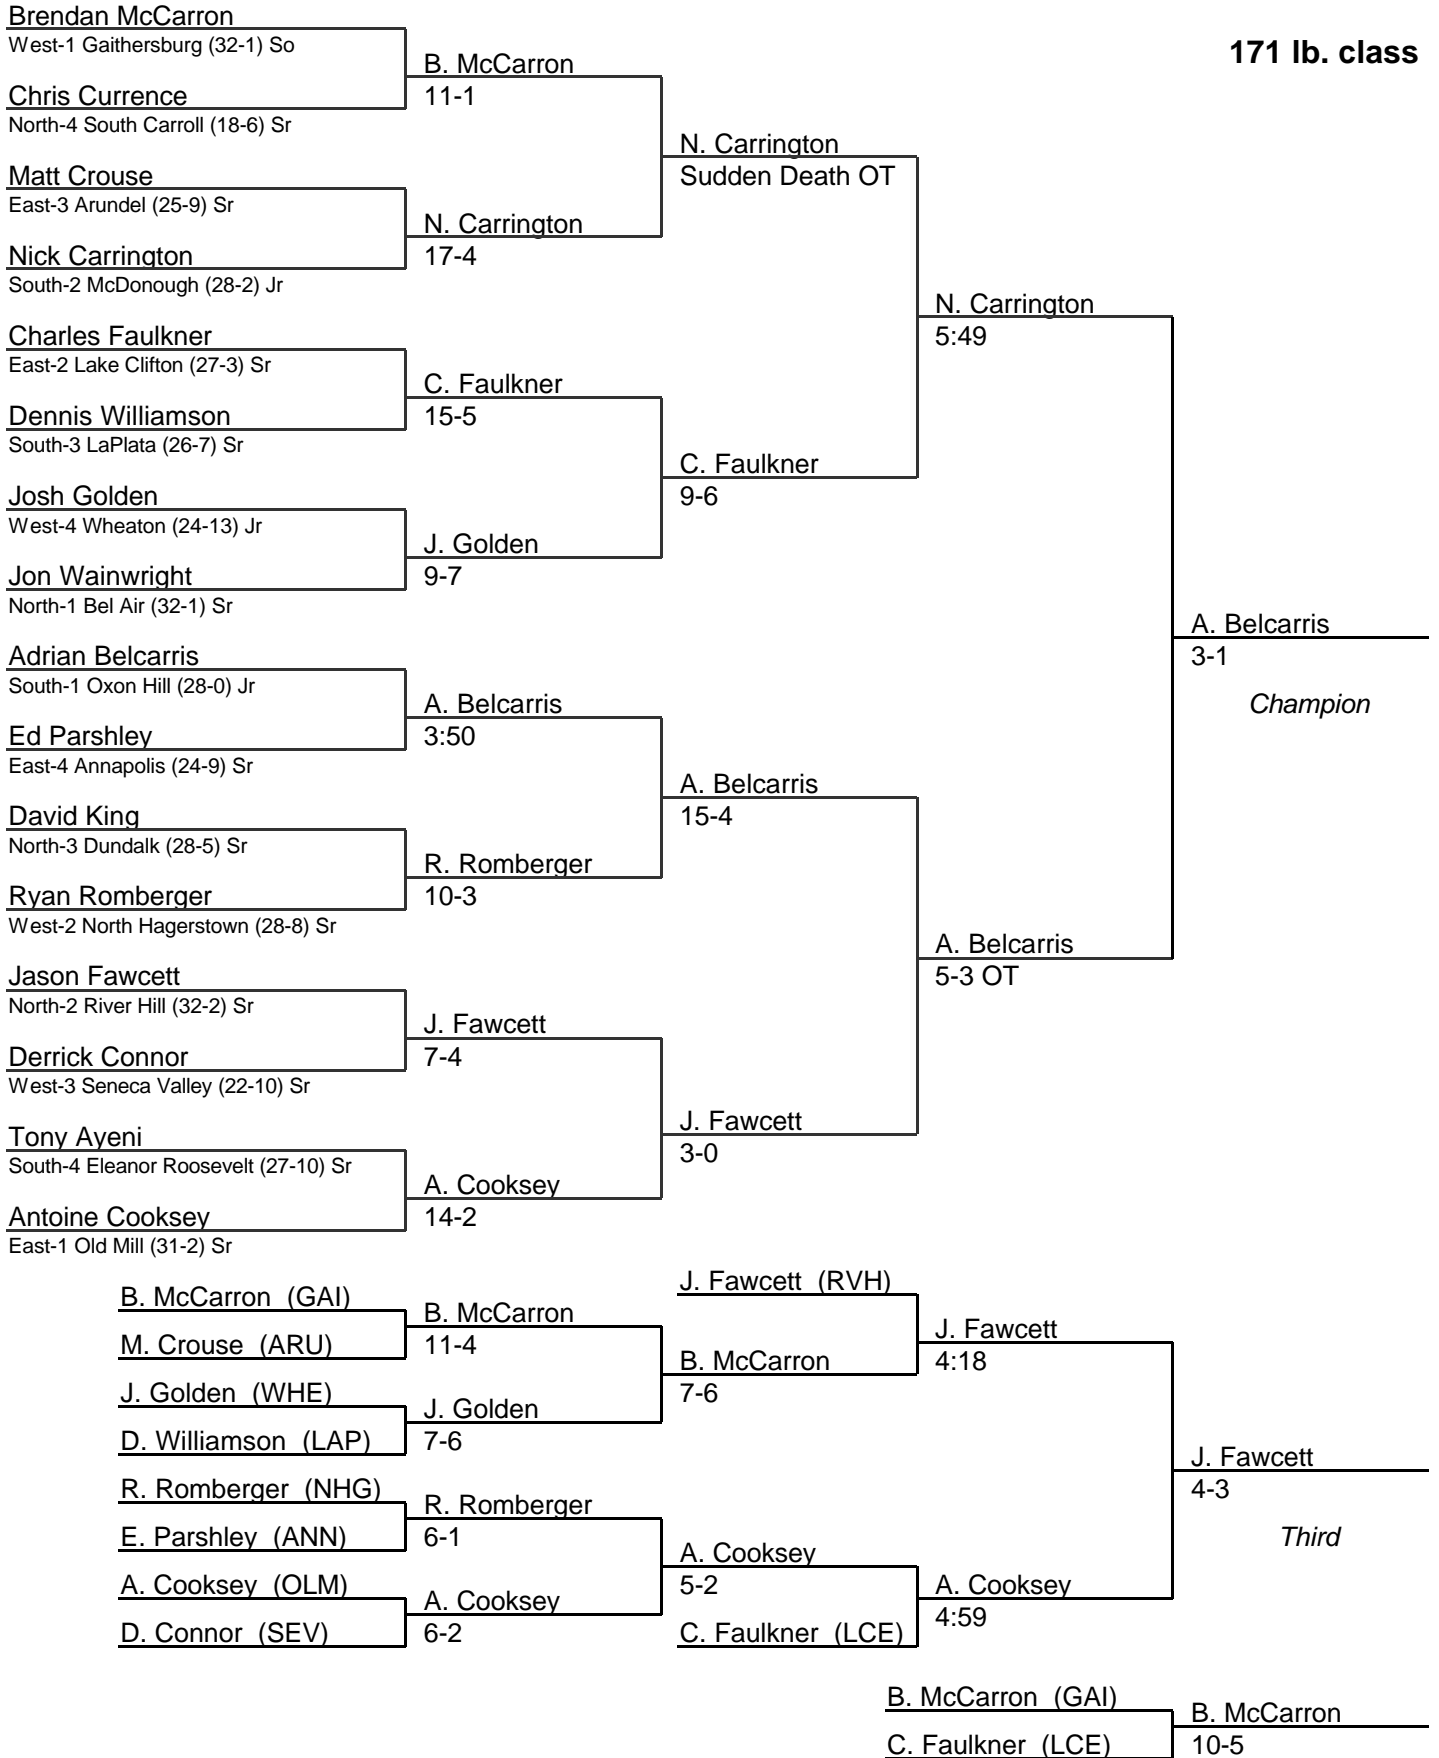 Brendan McCarron
West-1 Gaithersburg (32-1) So
171 lb. class
B. McCarron
11-1
Chris Currence
North-4 South Carroll (18-6) Sr
N. Carrington
Sudden Death OT
Matt Crouse
East-3 Arundel (25-9) Sr
N. Carrington
17-4
Nick Carrington
South-2 McDonough (28-2) Jr
N. Carrington
5:49
Charles Faulkner
East-2 Lake Clifton (27-3) Sr
C. Faulkner
15-5
Dennis Williamson
South-3 LaPlata (26-7) Sr
C. Faulkner
9-6
Josh Golden
West-4 Wheaton (24-13) Jr
J. Golden
9-7
Jon Wainwright
North-1 Bel Air (32-1) Sr
A. Belcarris
3-1
Champion
Adrian Belcarris
South-1 Oxon Hill (28-0) Jr
A. Belcarris
3:50
Ed Parshley
East-4 Annapolis (24-9) Sr
A. Belcarris
15-4
David King
North-3 Dundalk (28-5) Sr
R. Romberger
10-3
Ryan Romberger
West-2 North Hagerstown (28-8) Sr
A. Belcarris
5-3 OT
Jason Fawcett
North-2 River Hill (32-2) Sr
J. Fawcett
7-4
Derrick Connor
West-3 Seneca Valley (22-10) Sr
J. Fawcett
3-0
Tony Ayeni
South-4 Eleanor Roosevelt (27-10) Sr
A. Cooksey
14-2
Antoine Cooksey
East-1 Old Mill (31-2) Sr
J. Fawcett (RVH)
B. McCarron (GAI)
B. McCarron
11-4
M. Crouse (ARU)
J. Fawcett
4:18
B. McCarron
7-6
J. Golden (WHE)
J. Golden
7-6
D. Williamson (LAP)
J. Fawcett
4-3
Third
R. Romberger (NHG)
R. Romberger
6-1
E. Parshley (ANN)
A. Cooksey
5-2
A. Cooksey (OLM)
A. Cooksey
6-2
A. Cooksey
4:59
D. Connor (SEV)
C. Faulkner (LCE)
B. McCarron (GAI)
B. McCarron
10-5
C. Faulkner (LCE)